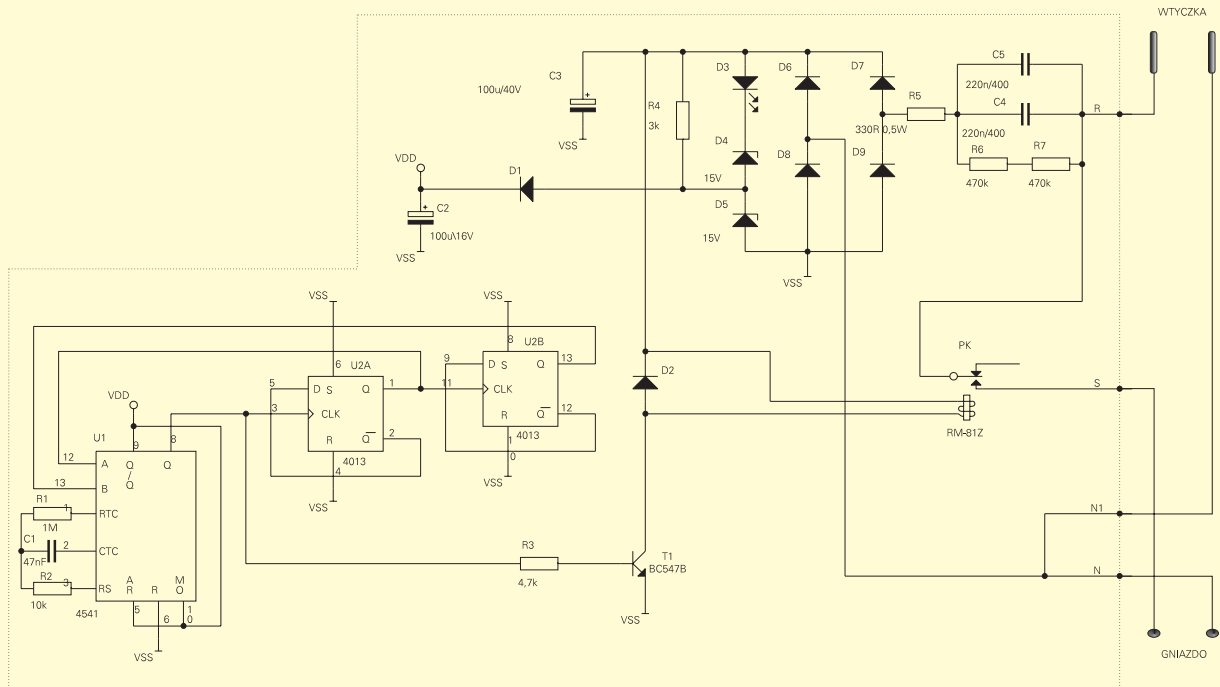 WTYCZKA
C5
220n/400
C3
100u/40V
+
VSS
D3
D6
D7
R5
330R 0,5W
C4
220n/400
R
R4
3k
D4
15V
D8
D9
R6
470k
R7
470k
VDD
D1
+
C2
100u\16V
VSS
D5
15V
VSS
VSS
VSS
6
U2A
5
D S Q
1
3
CLK
R Q
2
4013
4
VSS
8
U2B
9
D S Q
13
11
CLK
R Q
12
4013
1
0
VSS
D2
PK
S
RM-81Z
VDD
U1
9
8
12
A
Q
/
Q
Q
13
B
R1
1
RTC
1M
C1
2
CTC
47nF
R2
3
RS
10k
A
R
R
M
O
4541
5
6
1
0
VSS
R3
4,7k
T1
BC547B
VSS
N1
N
GNIAZDO